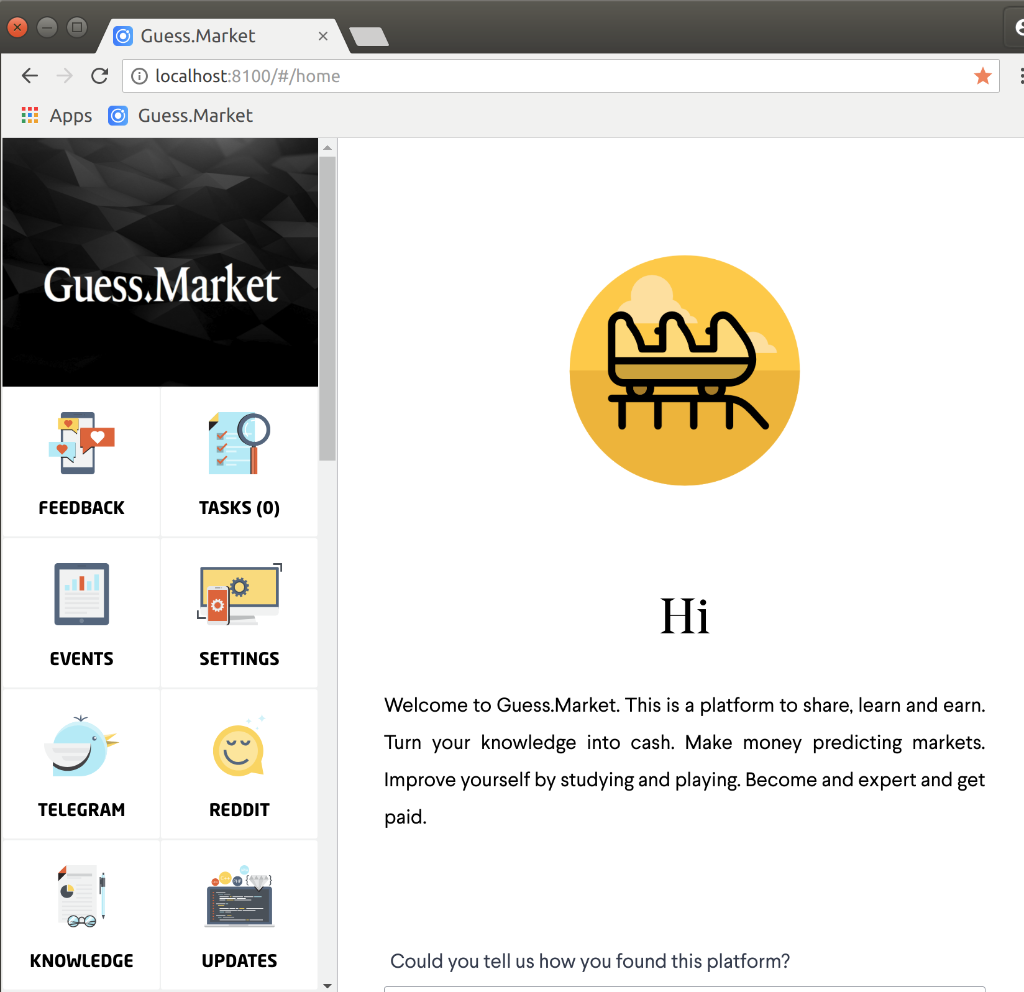 Guess.Market
localhost:8100/#/home
Apps
Guess.Market
Guess.Market
FEEDBACK
TASKS (0)
EVENTS
SETTINGS
TELEGRAM
REDDIT
KNOWLEDGE
UPDATES
Hi
Welcome to Guess.Market. This is a platform to share, learn and earn.
Turn your knowledge into cash. Make money predicting markets.
Improve yourself by studying and playing. Become and expert and get
paid.
Could you tell us how you found this platform?